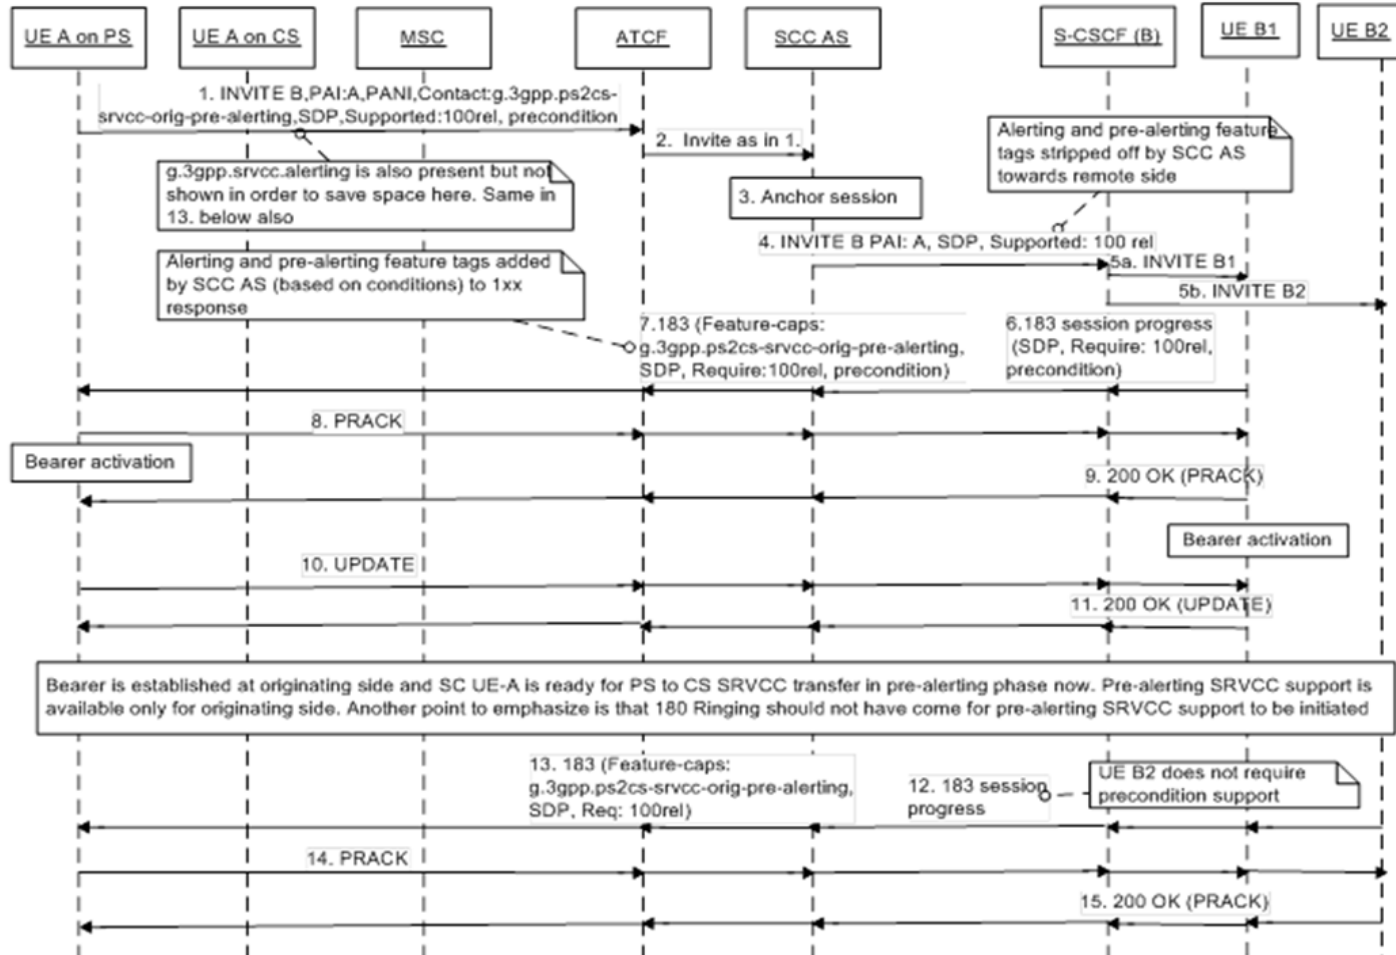 UE A on PS
UE A on CS
MSC
ATCF
SCC AS
S-CSCF (B)
UE B1
UE B2
1. INVITE B,PAI:A,PANI,Contact:g.3gpp.ps2cs-
srvcc-orig-pre-alerting,SDP,Supported:100rel, precondition
2. Invite as in 1.
Alerting and pre-alerting feature
tags stripped off by SCC AS
towards remote side
g.3gpp.srvcc.alerting is also present but not
shown in order to save space here. Same in
13. below also
3. Anchor session
4. INVITE B PAI: A, SDP, Supported: 100 rel
5a. INVITE B1
5b. INVITE B2
Alerting and pre-alerting feature tags added
by SCC AS (based on conditions) to 1xx
response
7.183 (Feature-caps:
g.3gpp.ps2cs-srvcc-orig-pre-alerting,
SDP, Require:100rel, precondition)
6.183 session progress
(SDP, Require: 100rel,
precondition)
8. PRACK
Bearer activation
9. 200 OK (PRACK)
Bearer activation
10. UPDATE
11. 200 OK (UPDATE)
Bearer is established at originating side and SC UE-A is ready for PS to CS SRVCC transfer in pre-alerting phase now. Pre-alerting SRVCC support is
available only for originating side. Another point to emphasize is that 180 Ringing should not have come for pre-alerting SRVCC support to be initiated
13. 183 (Feature-caps:
g.3gpp.ps2cs-srvcc-orig-pre-alerting,
SDP, Req: 100rel)
12. 183 session
progress
UE B2 does not require
precondition support
14. PRACK
15. 200 OK (PRACK)